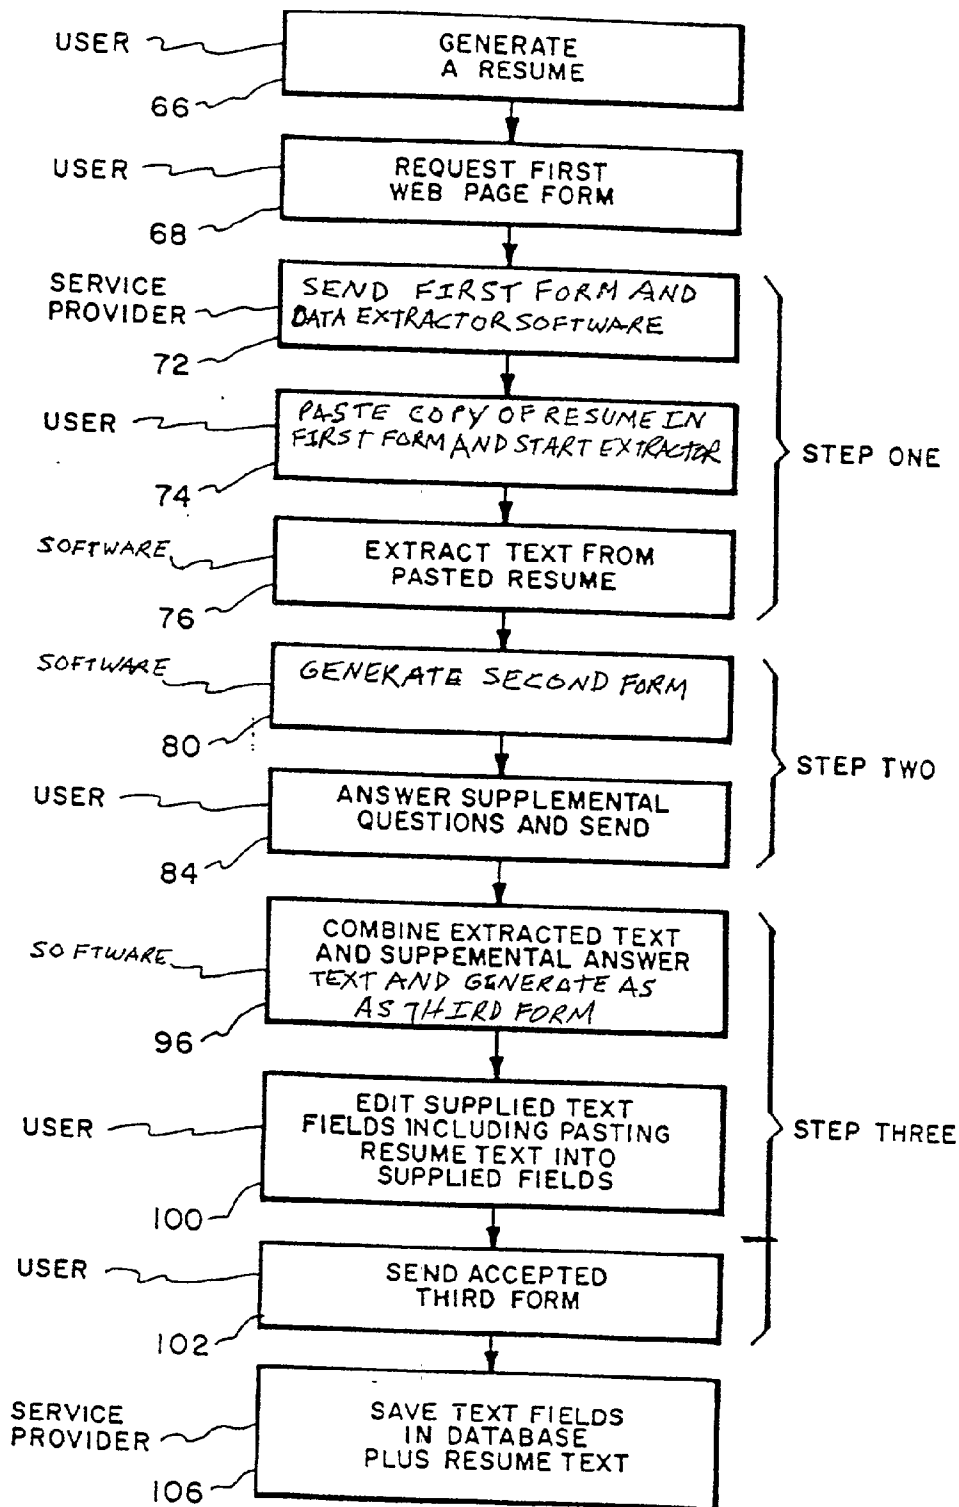 USER
GENERATE
A RESUME
66
USER
REQUEST FIRST
WEB PAGE FORM
68
SERVICE
PROVIDER
SEND FIRST FORM AND
DATA EXTRACTOR SOFTWARE
72
USER
PASTE COPY OF RESUME IN
FIRST FORM AND START EXTRACTOR
74
STEP ONE
SOFTWARE
EXTRACT TEXT FROM
PASTED RESUME
76
SOFTWARE
GENERATE SECOND FORM
80
STEP TWO
USER
ANSWER SUPPLEMENTAL
QUESTIONS AND SEND
84
SOFTWARE
COMBINE EXTRACTED TEXT
AND SUPPEMENTAL ANSWER
TEXT AND GENERATE AS
AS THIRD FORM
96
USER
EDIT SUPPLIED TEXT
FIELDS INCLUDING PASTING
RESUME TEXT INTO
SUPPLIED FIELDS
100
STEP THREE
USER
SEND ACCEPTED
THIRD FORM
102
SERVICE
PROVIDER
SAVE TEXT FIELDS
IN DATABASE
PLUS RESUME TEXT
106